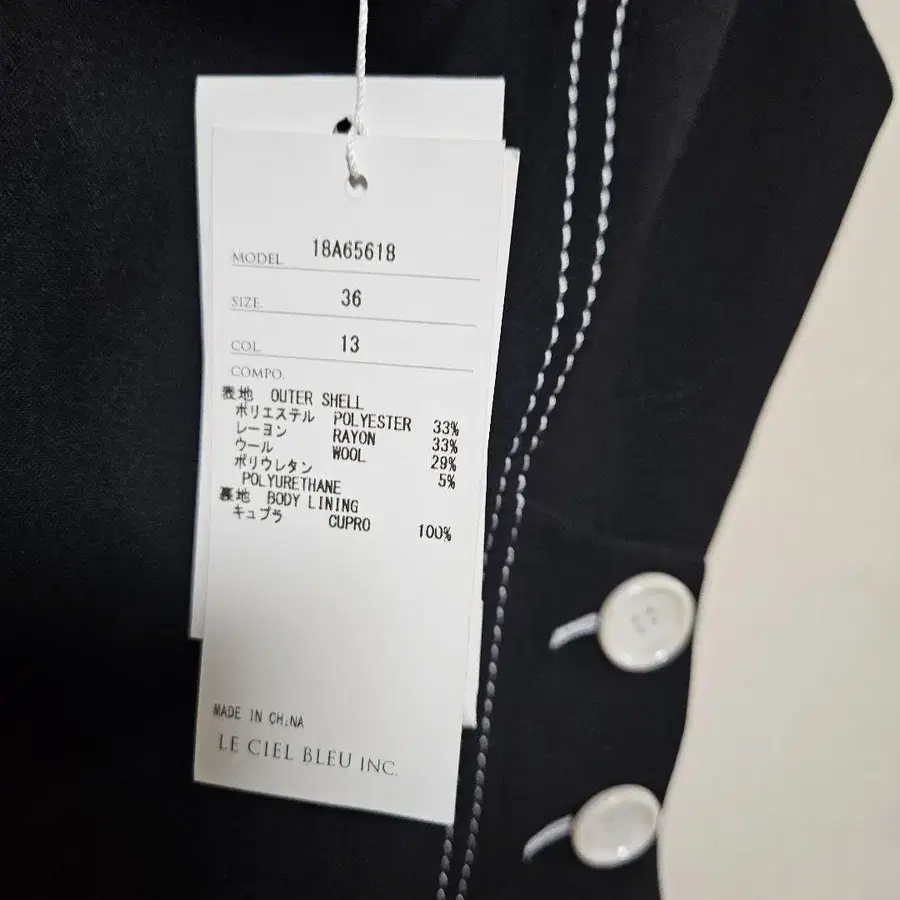 MODEL. 18A65618
SIZE. 36
COL. 13
COMPO.
表地 OUTER SHELL
ポリエステル POLYESTER 33%
レーヨン RAYON 33%
ウール WOOL 29%
ポリウレタン 5%
POLYURETHANE
裏地 BODY LINING
キュプラ CUPRO 100%
MADE IN CHINA
LE CIEL BLEU INC.